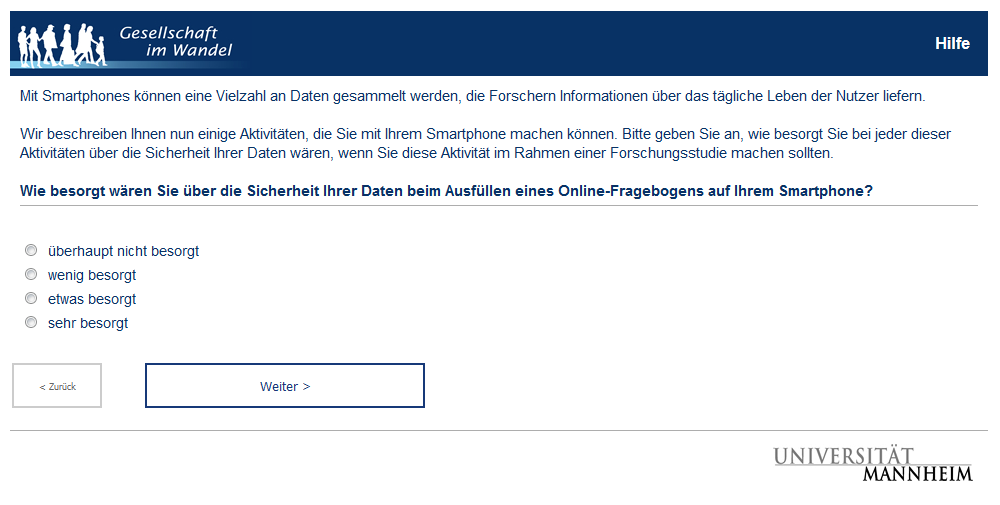 Gesellschaft
im Wandel
Hilfe
Mit Smartphones können eine Vielzahl an Daten gesammelt werden, die Forschern Informationen über das tägliche Leben der Nutzer liefern.
Wir beschreiben Ihnen nun einige Aktivitäten, die Sie mit Ihrem Smartphone machen können. Bitte geben Sie an, wie besorgt Sie bei jeder dieser
Aktivitäten über die Sicherheit Ihrer Daten wären, wenn Sie diese Aktivität im Rahmen einer Forschungsstudie machen sollten.
Wie besorgt wären Sie über die Sicherheit Ihrer Daten beim Ausfüllen eines Online-Fragebogens auf Ihrem Smartphone?
überhaupt nicht besorgt
wenig besorgt
etwas besorgt
sehr besorgt
< Zurück
Weiter >
UNIVERSITÄT
MANNHEIM